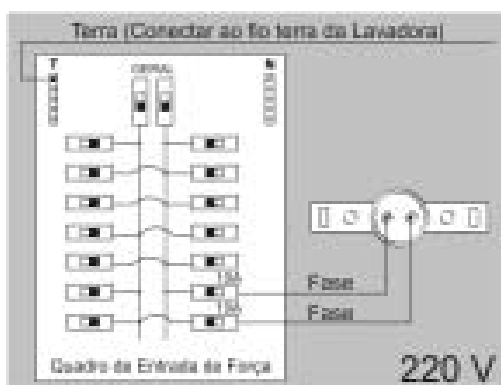 Terra (Conectar ao fio terra da Lavadora)
T
GERAL
N
15A
Fase
15A
Fase
Quadro de Entrada de Força
220 V